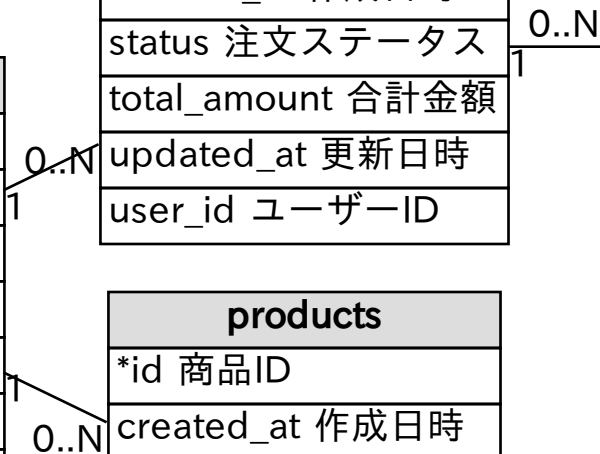 status 注文ステータス
0..N
1
total_amount 合計金額
0..N
updated_at 更新日時
1
user_id ユーザーID
products
*id 商品ID
1
0..N
created_at 作成日時